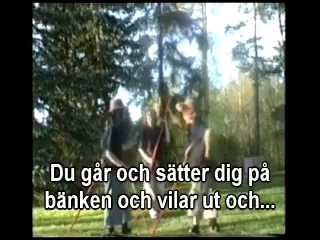 Du går och sätter dig på
bänken och vilar ut och...